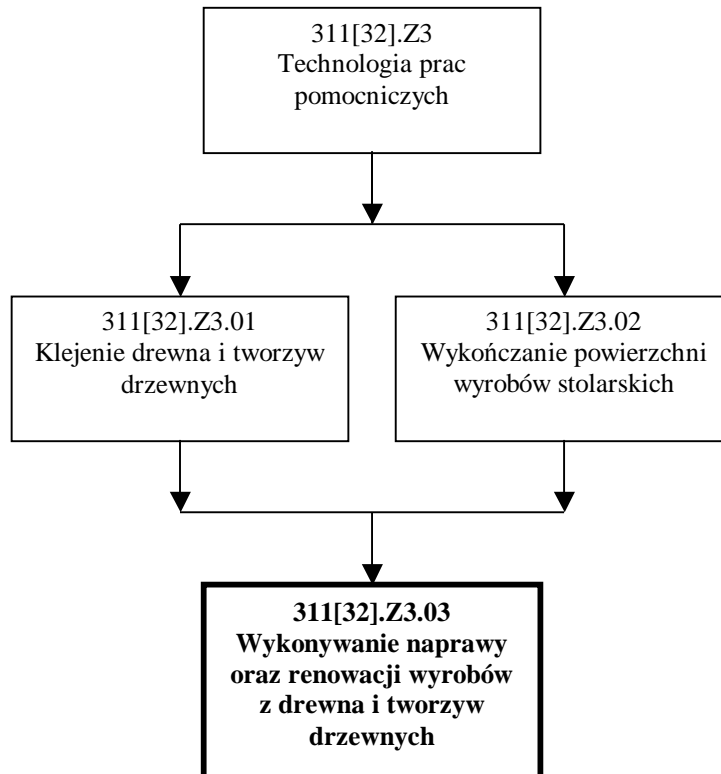 311[32].Z3
Technologia prac
pomocniczych
311[32].Z3.01
Klejenie drewna i tworzyw
drzewnych
311[32].Z3.02
Wykończanie powierzchni
wyrobów stolarskich
311[32].Z3.03
Wykonywanie naprawy
oraz renowacji wyrobów
z drewna i tworzyw
drzewnych